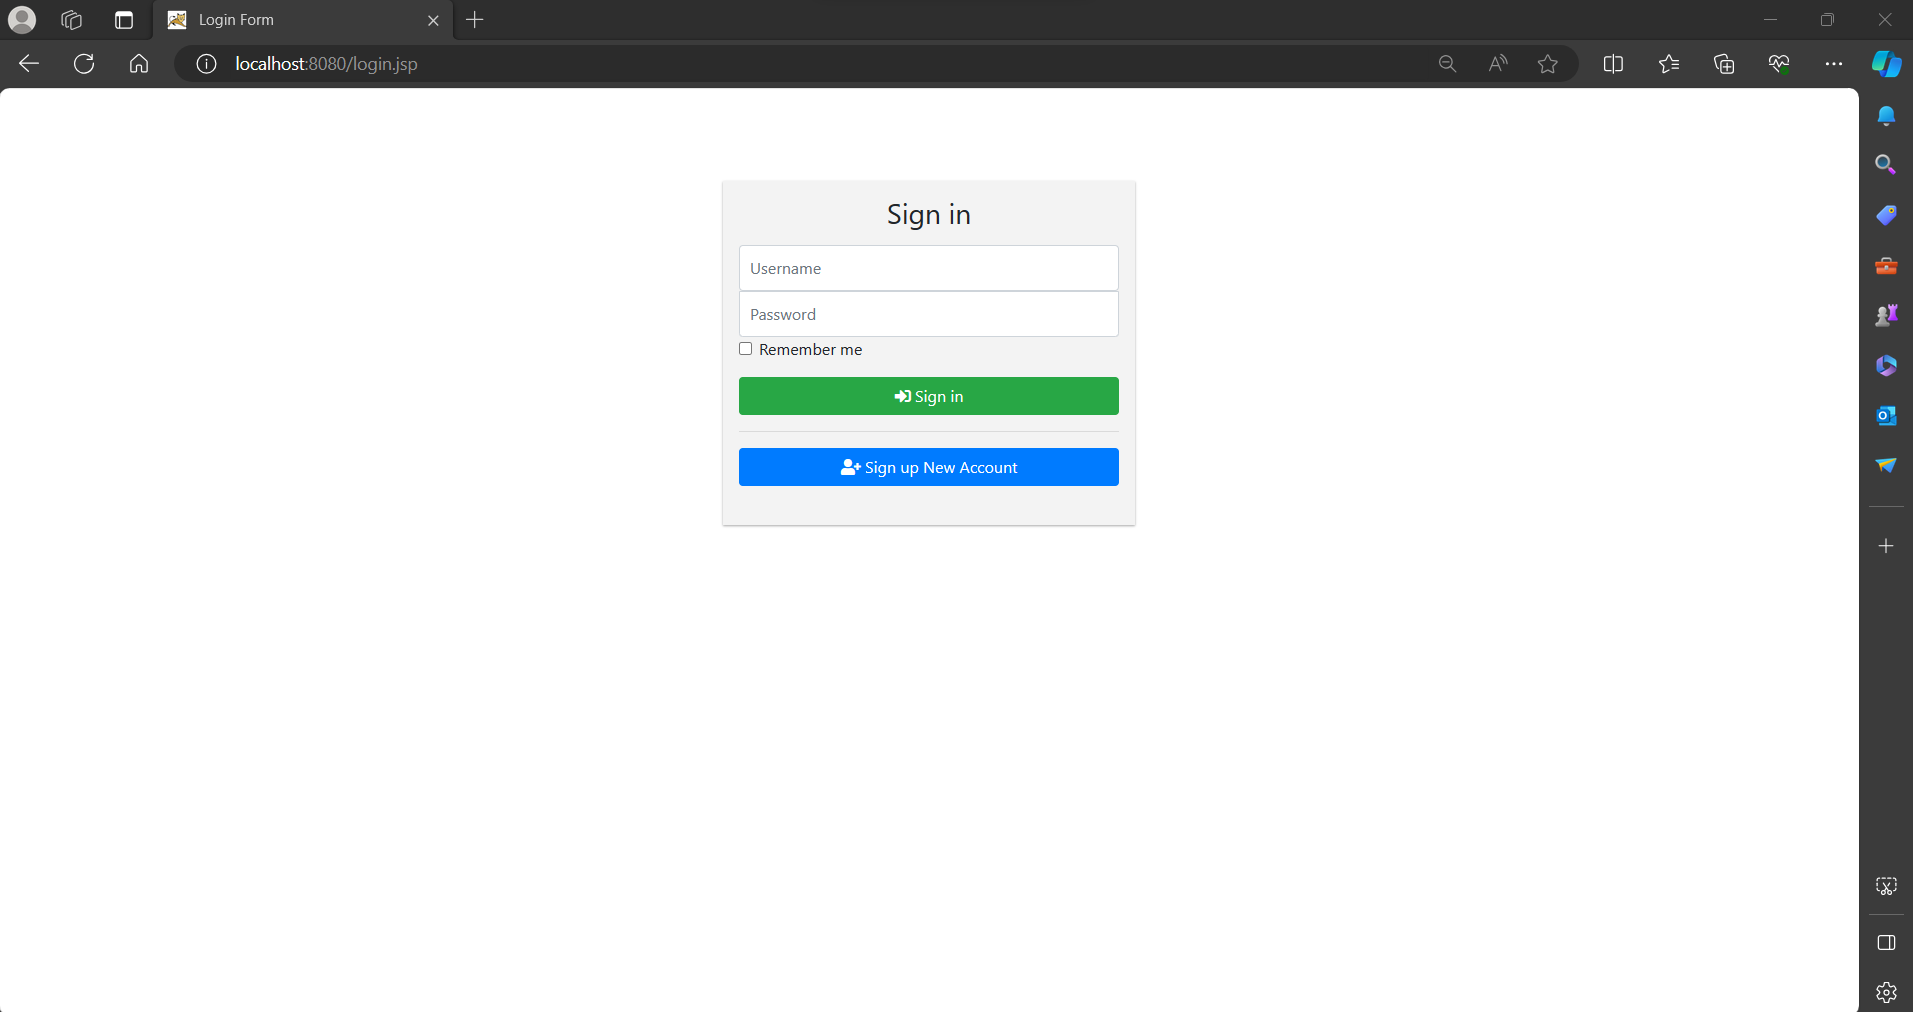 Login Form
localhost:8080/login.jsp
Sign in
Username
Password
Remember me
Sign in
Sign up New Account